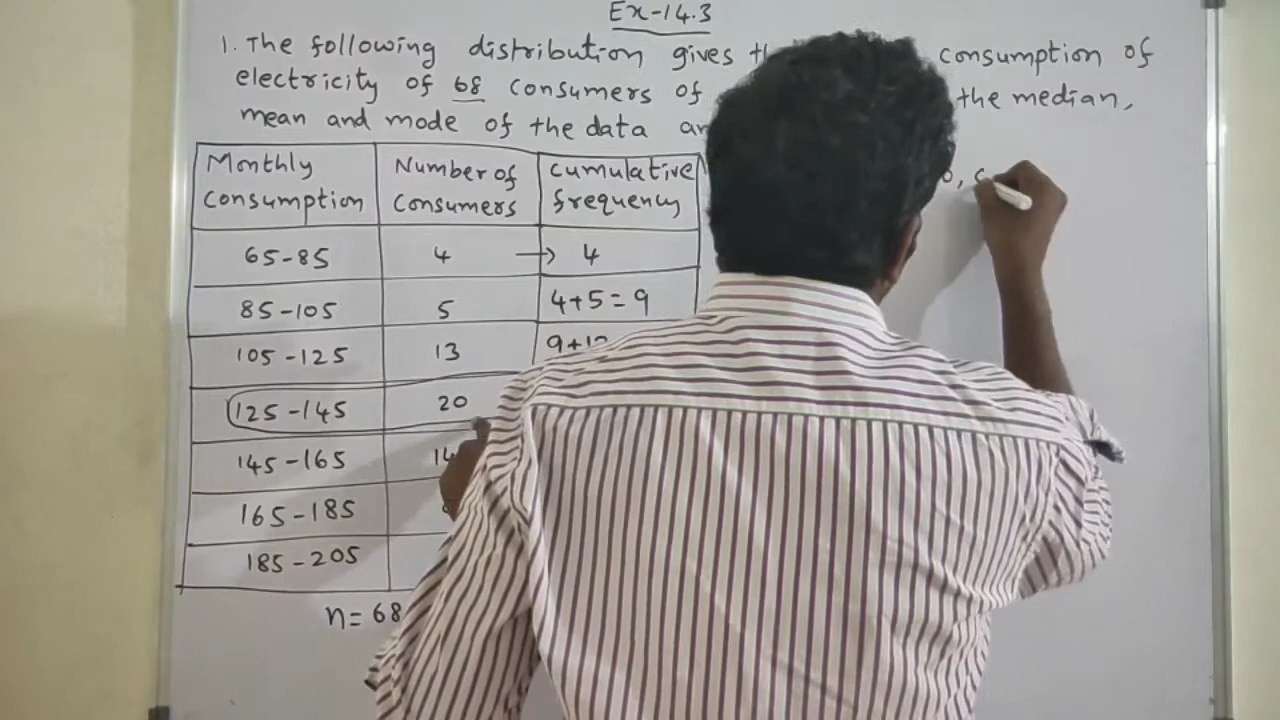 Ex-14.3
1. The following distribution gives consumption of
electricity of 68 consumers of the median,
mean and mode of the data
Monthly Consumption Number of Consumers Cumulative frequency
65-85 4 → 4
85-105 5 4+5=9
105-125 13 9+
125-145 20
145-165
165-185
185-205
n=68